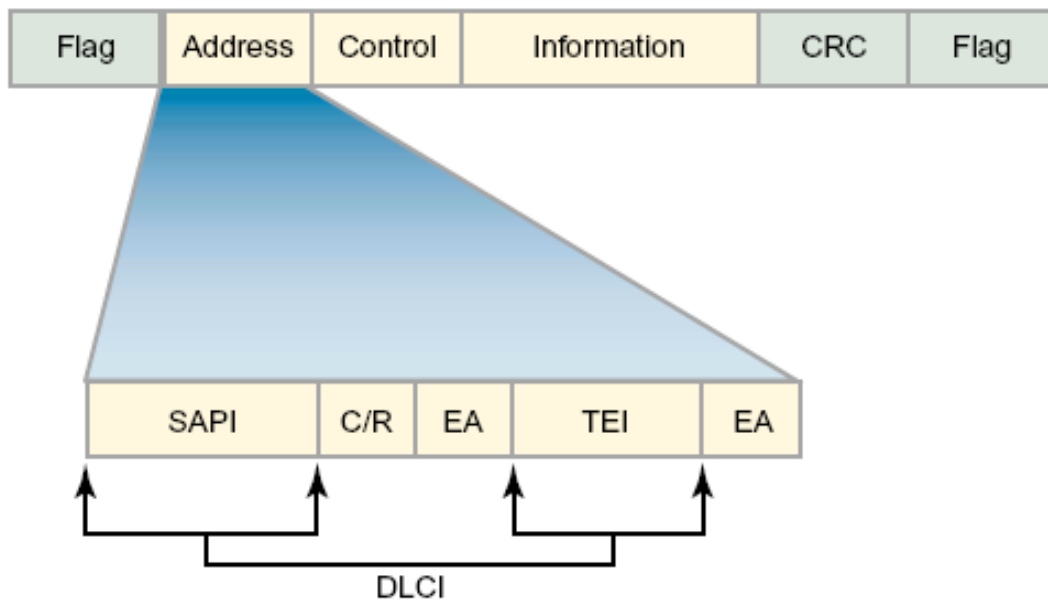 Flag Address Control Information CRC Flag
SAPI C/R EA TEI EA
DLCI